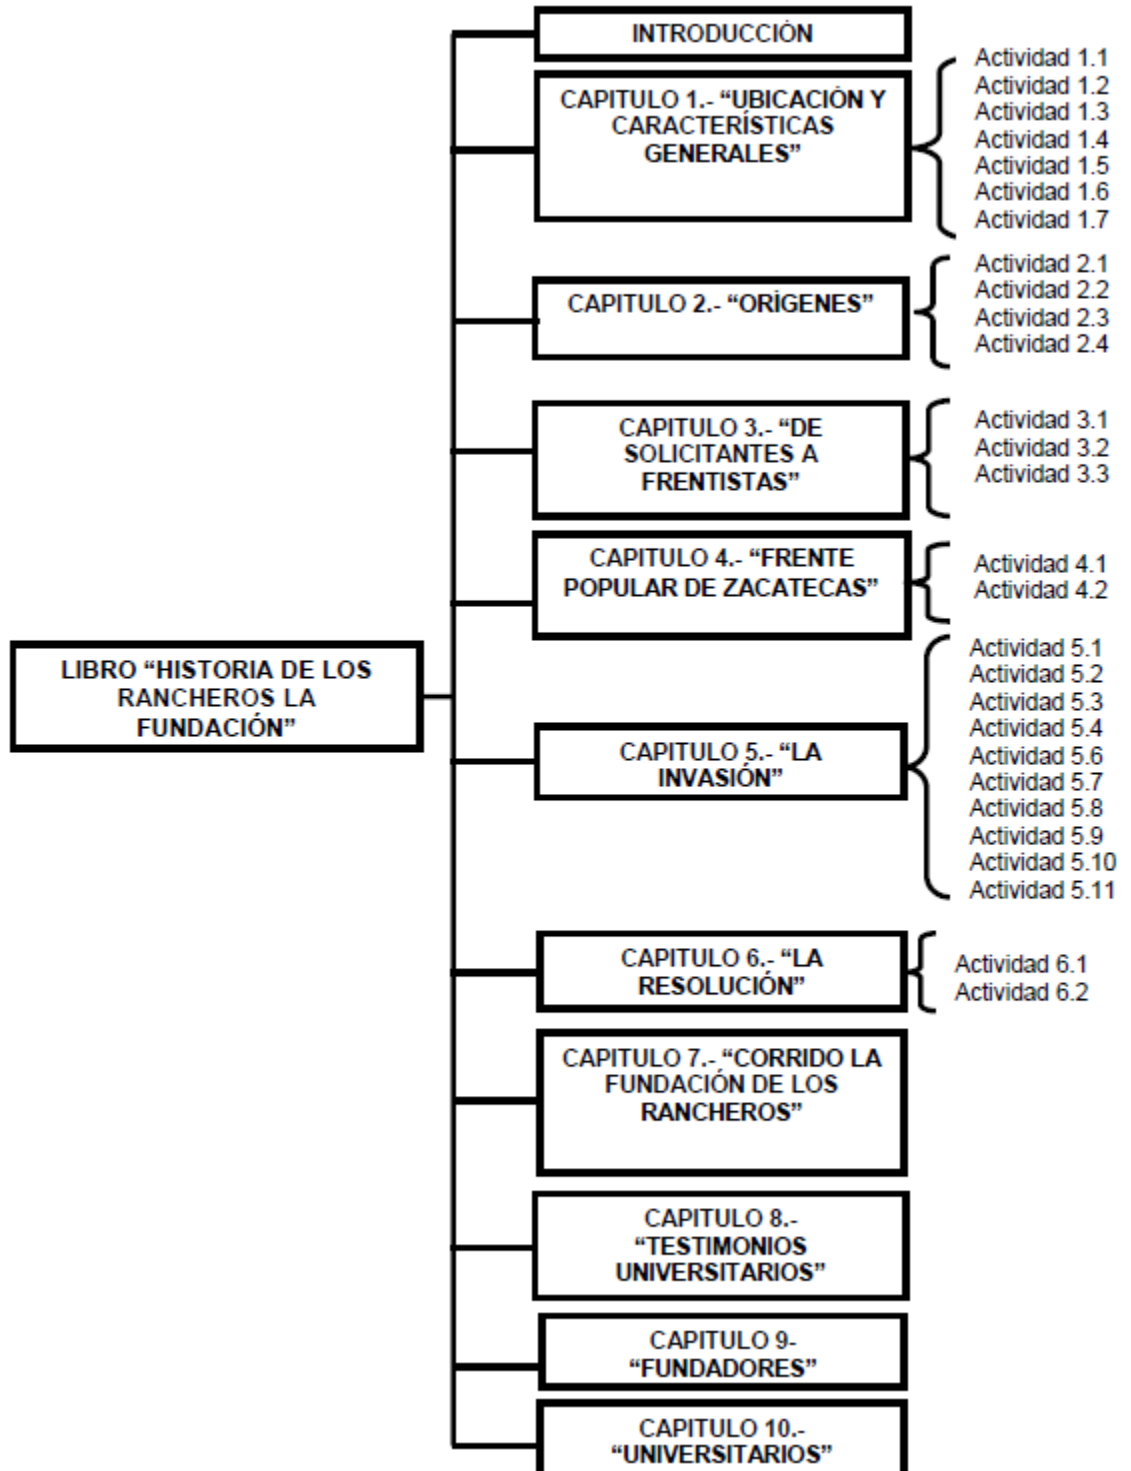 INTRODUCCIÓN
CAPITULO 1.- “UBICACIÓN Y
CARACTERÍSTICAS
GENERALES”
Actividad 1.1
Actividad 1.2
Actividad 1.3
Actividad 1.4
Actividad 1.5
Actividad 1.6
Actividad 1.7
CAPITULO 2.- “ORÍGENES”
Actividad 2.1
Actividad 2.2
Actividad 2.3
Actividad 2.4
CAPITULO 3.- “DE
SOLICITANTES A
FRENTISTAS”
Actividad 3.1
Actividad 3.2
Actividad 3.3
CAPITULO 4.- “FRENTE
POPULAR DE ZACATECAS”
Actividad 4.1
Actividad 4.2
LIBRO “HISTORIA DE LOS
RANCHEROS LA
FUNDACIÓN”
CAPITULO 5.- “LA
INVASIÓN”
Actividad 5.1
Actividad 5.2
Actividad 5.3
Actividad 5.4
Actividad 5.6
Actividad 5.7
Actividad 5.8
Actividad 5.9
Actividad 5.10
Actividad 5.11
CAPITULO 6.- “LA
RESOLUCIÓN”
Actividad 6.1
Actividad 6.2
CAPITULO 7.- “CORRIDO LA
FUNDACIÓN DE LOS
RANCHEROS”
CAPITULO 8.-
“TESTIMONIOS
UNIVERSITARIOS”
CAPITULO 9-
“FUNDADORES”
CAPITULO 10.-
“UNIVERSITARIOS”